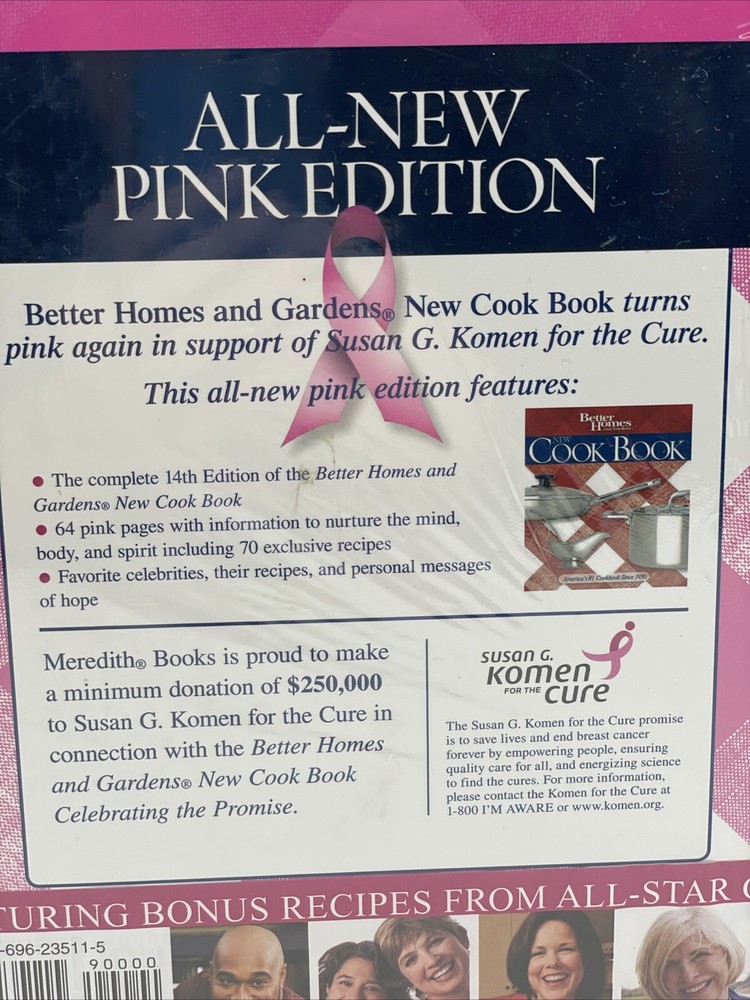 ALL-NEW
PINK EDITION
Better Homes and Gardens® New Cook Book turns
pink again in support of Susan G. Komen for the Cure.
This all-new pink edition features:
• The complete 14th Edition of the Better Homes and
Gardens® New Cook Book
• 64 pink pages with information to nurture the mind,
body, and spirit including 70 exclusive recipes
• Favorite celebrities, their recipes, and personal messages
of hope
Better
Homes
and Gardens
NEW
COOK BOOK
America's #1 Cookbook Since 1930
Meredith® Books is proud to make
a minimum donation of $250,000
to Susan G. Komen for the Cure in
connection with the Better Homes
and Gardens® New Cook Book
Celebrating the Promise.
susan G.
komen
FOR THE cure
The Susan G. Komen for the Cure promise
is to save lives and end breast cancer
forever by empowering people, ensuring
quality care for all, and energizing science
to find the cures. For more information,
please contact the Komen for the Cure at
1-800 I'M AWARE or www.komen.org.
TURING BONUS RECIPES FROM ALL-STAR C
-696-23511-5
90000